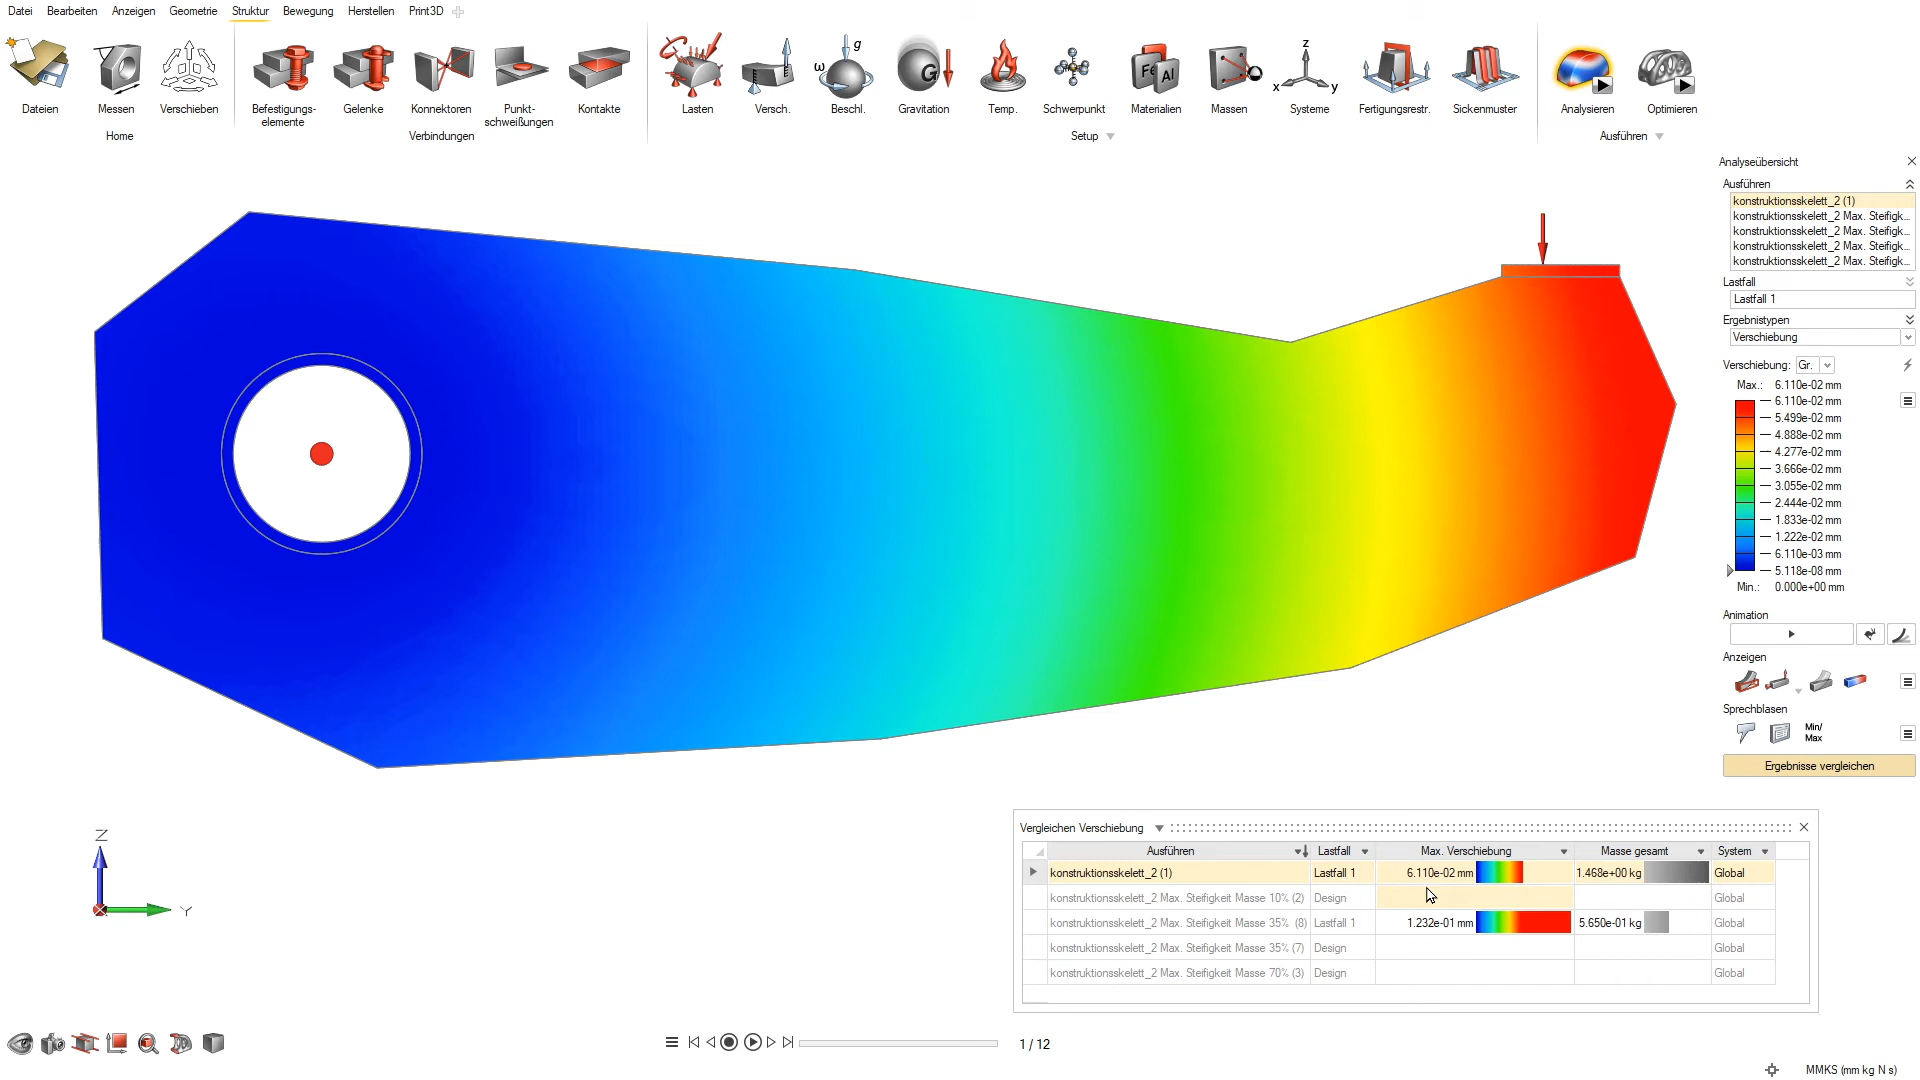 Datei Bearbeiten Anzeigen Geometrie Struktur Bewegung Herstellen Print3D
g
ω
G
Fe
Al
z
x
y
Dateien Messen Verschieben Befestigungs- Gelenke Konnektoren Punkt- Kontakte Lasten Versch. Beschl. Gravitation Temp. Schwerpunkt Materialien Massen Systeme Fertigungsrestr. Sickenmuster Analysieren Optimieren
elemente schweißungen
Home Verbindungen Setup Ausführen
Analyseübersicht
Ausführen
konstruktionsskelett_2 (1)
konstruktionsskelett_2 Max. Steifigk...
konstruktionsskelett_2 Max. Steifigk...
konstruktionsskelett_2 Max. Steifigk...
konstruktionsskelett_2 Max. Steifigk...
Lastfall
Lastfall 1
Ergebnistypen
Verschiebung
Verschiebung: Gr.
Max.: 6.110e-02 mm
6.110e-02 mm
5.499e-02 mm
4.888e-02 mm
4.277e-02 mm
3.666e-02 mm
3.055e-02 mm
2.444e-02 mm
1.833e-02 mm
1.222e-02 mm
6.110e-03 mm
5.118e-08 mm
Min.: 0.000e+00 mm
Animation
Anzeigen
Sprechblasen
Min/
Max
Ergebnisse vergleichen
Vergleichen Verschiebung
Ausführen Lastfall Max. Verschiebung Masse gesamt System
konstruktionsskelett_2 (1) Lastfall 1 6.110e-02 mm 1.468e+00 kg Global
konstruktionsskelett_2 Max. Steifigkeit Masse 10% (2) Design Global
konstruktionsskelett_2 Max. Steifigkeit Masse 35% (8) Lastfall 1 1.232e-01 mm 5.650e-01 kg Global
konstruktionsskelett_2 Max. Steifigkeit Masse 35% (7) Design Global
konstruktionsskelett_2 Max. Steifigkeit Masse 70% (3) Design Global
Z
Y
1 / 12
MMKS (mm kg N s)